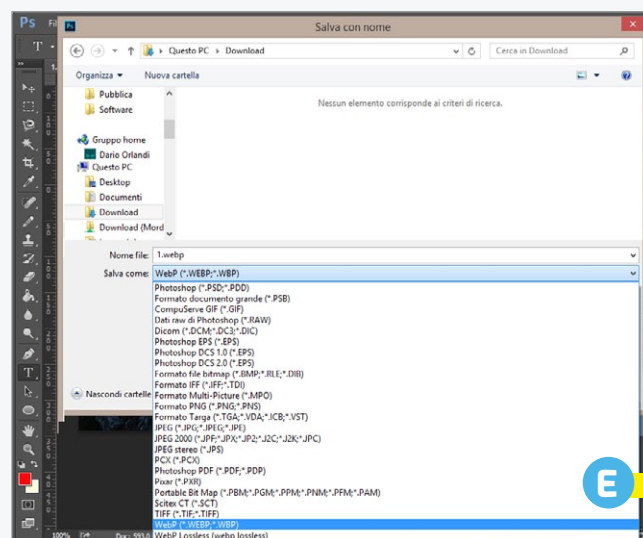 Ps Fil
Salva con nome
Questo PC Download
Cerca in Download
Organizza
Nuova cartella
Pubblica
Software
Nessun elemento corrisponde ai criteri di ricerca.
Gruppo home
Dario Orlandi
Questo PC
Desktop
Documenti
Download
Download (Mord
Nome file: 1.webp
Salva come: WebP (*.WEBP;*.WBP)
Photoshop (*.PSD;*.PDD)
Formato documento grande (*.PSB)
CompuServe GIF (*.GIF)
Dati raw di Photoshop (*.RAW)
Dicom (*.DCM;*.DC3;*.DIC)
Photoshop EPS (*.EPS)
Photoshop DCS 1.0 (*.EPS)
Photoshop DCS 2.0 (*.EPS)
Formato file bitmap (*.BMP;*.RLE;*.DIB)
Formato IFF (*.IFF;*.TDI)
Formato Multi-Picture (*.MPO)
Nascondi cartelle
Formato PNG (*.PNG;*.PNS)
Formato Targa (*.TGA;*.VDA;*.ICB;*.VST)
JPEG (*.JPG;*.JPEG;*.JPE)
JPEG 2000 (*.JPF;*.JPX;*.JP2;*.J2C;*.J2K;*.JPC)
JPEG stereo (*.JPS)
PCX (*.PCX)
Photoshop PDF (*.PDF;*.PDP)
Pixar (*.PXR)
Portable Bit Map (*.PBM;*.PGM;*.PPM;*.PNM;*.PFM;*.PAM)
Scitex CT (*.SCT)
TIFF (*.TIF;*.TIFF)
WebP (*.WEBP;*.WBP)
WebP Lossless (webp lossless)
E
100%